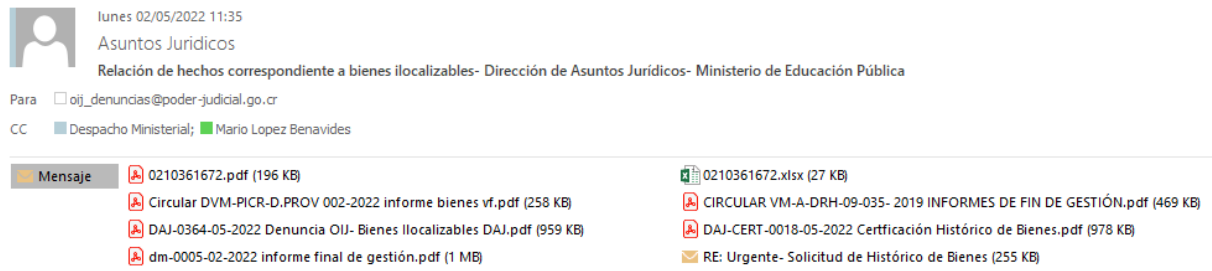 lunes 02/05/2022 11:35
Asuntos Juridicos
Relación de hechos correspondiente a bienes ilocalizables- Dirección de Asuntos Jurídicos- Ministerio de Educación Pública
Para oij_denuncias@poder-judicial.go.cr
CC Despacho Ministerial; Mario Lopez Benavides
Mensaje 0210361672.pdf (196 KB) 0210361672.xlsx (27 KB)
Circular DVM-PICR-D.PROV 002-2022 informe bienes vf.pdf (258 KB) CIRCULAR VM-A-DRH-09-035- 2019 INFORMES DE FIN DE GESTIÓN.pdf (469 KB)
DAJ-0364-05-2022 Denuncia OIJ- Bienes Ilocalizables DAJ.pdf (959 KB) DAJ-CERT-0018-05-2022 Certficación Histórico de Bienes.pdf (978 KB)
dm-0005-02-2022 informe final de gestión.pdf (1 MB) RE: Urgente- Solicitud de Histórico de Bienes (255 KB)